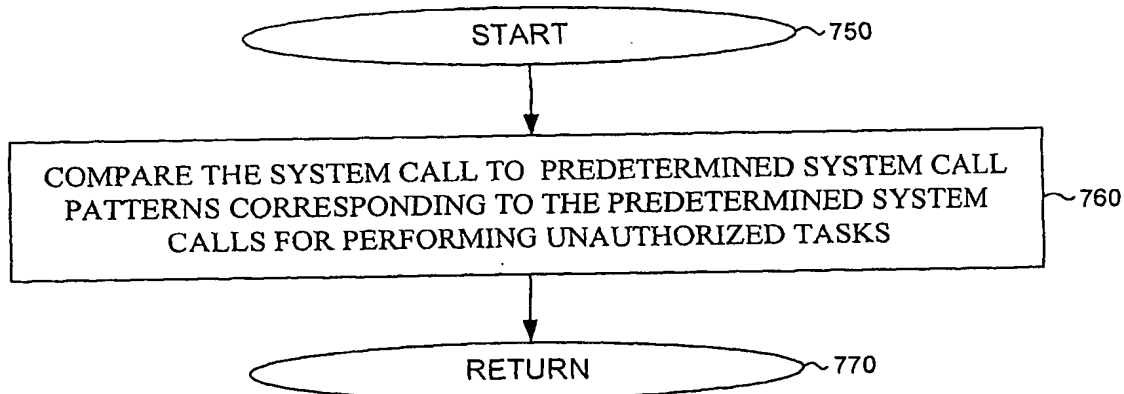 START
750
COMPARE THE SYSTEM CALL TO PREDETERMINED SYSTEM CALL
PATTERNS CORRESPONDING TO THE PREDETERMINED SYSTEM
CALLS FOR PERFORMING UNAUTHORIZED TASKS
760
RETURN
770